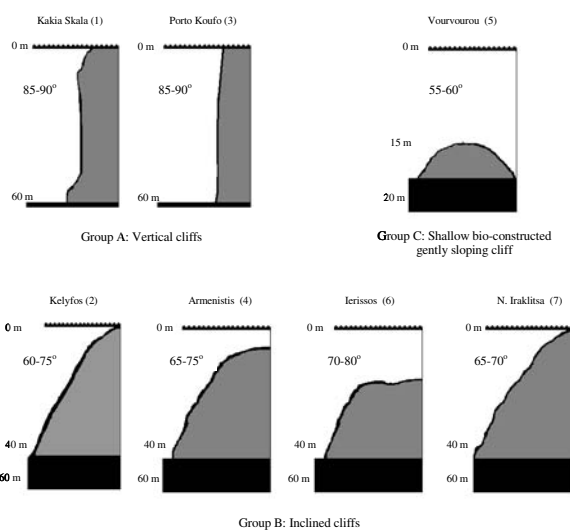 Kakia Skala (1)
Porto Koufo (3)
Vourvourou (5)
0 m
0 m
0 m
85-90°
85-90°
55-60°
15 m
60 m
60 m
20 m
Group A: Vertical cliffs
Group C: Shallow bio-constructed
gently sloping cliff
Kelyfos (2)
Armenistis (4)
Ierissos (6)
N. Iraklitsa (7)
0 m
0 m
0 m
0 m
60-75°
65-75°
70-80°
65-70°
40 m
40 m
40 m
40 m
60 m
60 m
60 m
60 m
Group B: Inclined cliffs